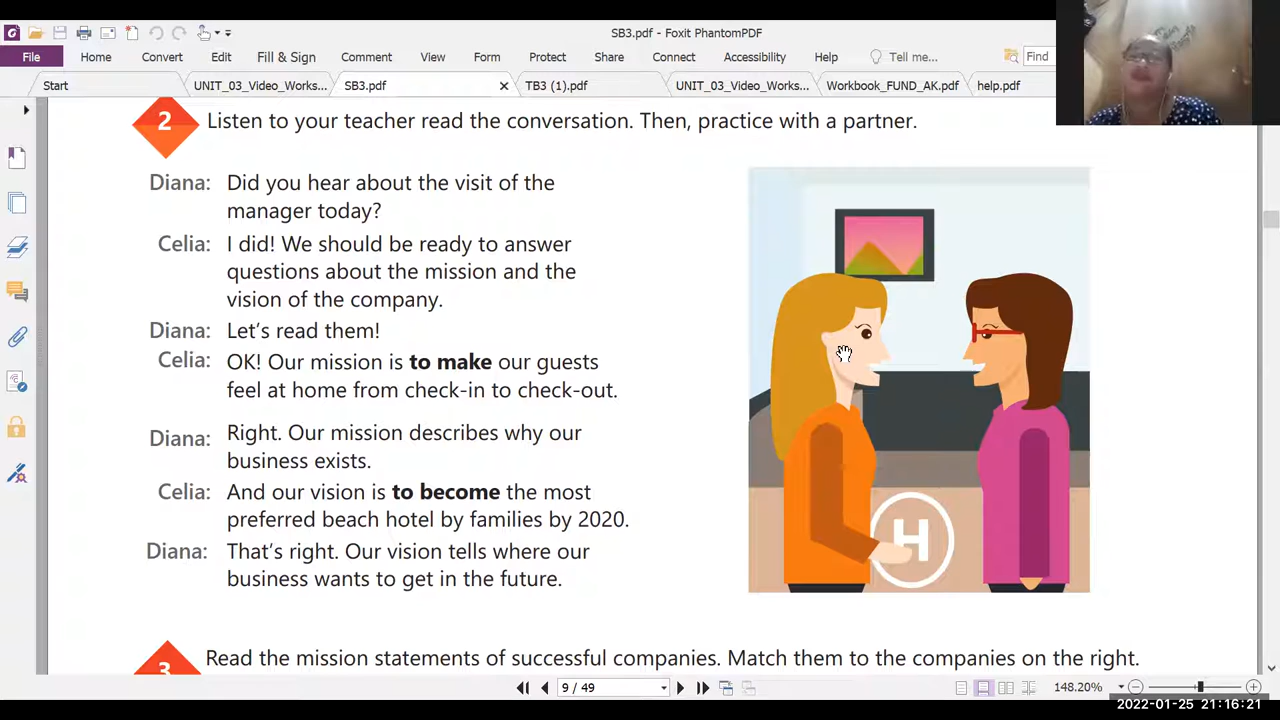 SB3.pdf - Foxit PhantomPDF
File Home Convert Edit Fill & Sign Comment View Form Protect Share Connect Accessibility Help Tell me... Find
Start UNIT_03_Video_Works... SB3.pdf TB3 (1).pdf UNIT_03_Video_Works... Workbook_FUND_AK.pdf help.pdf
2 Listen to your teacher read the conversation. Then, practice with a partner.
Diana: Did you hear about the visit of the
manager today?
Celia: I did! We should be ready to answer
questions about the mission and the
vision of the company.
Diana: Let's read them!
Celia: OK! Our mission is to make our guests
feel at home from check-in to check-out.
Diana: Right. Our mission describes why our
business exists.
Celia: And our vision is to become the most
preferred beach hotel by families by 2020.
Diana: That's right. Our vision tells where our
business wants to get in the future.
H
3 Read the mission statements of successful companies. Match them to the companies on the right.
9 / 49 148.20%
2022-01-25 21:16:21